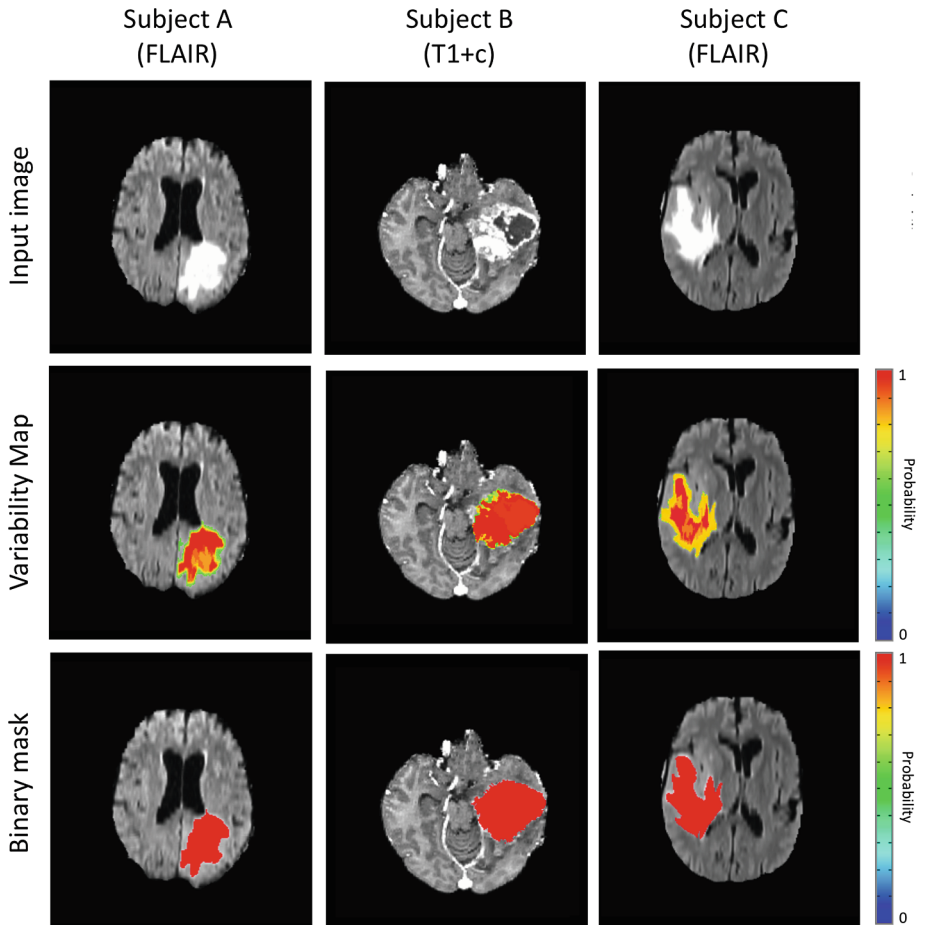 Subject A
(FLAIR)
Subject B
(T1+c)
Subject C
(FLAIR)
Input image
Variability Map
1
Probability
0
Binary mask
1
Probability
0